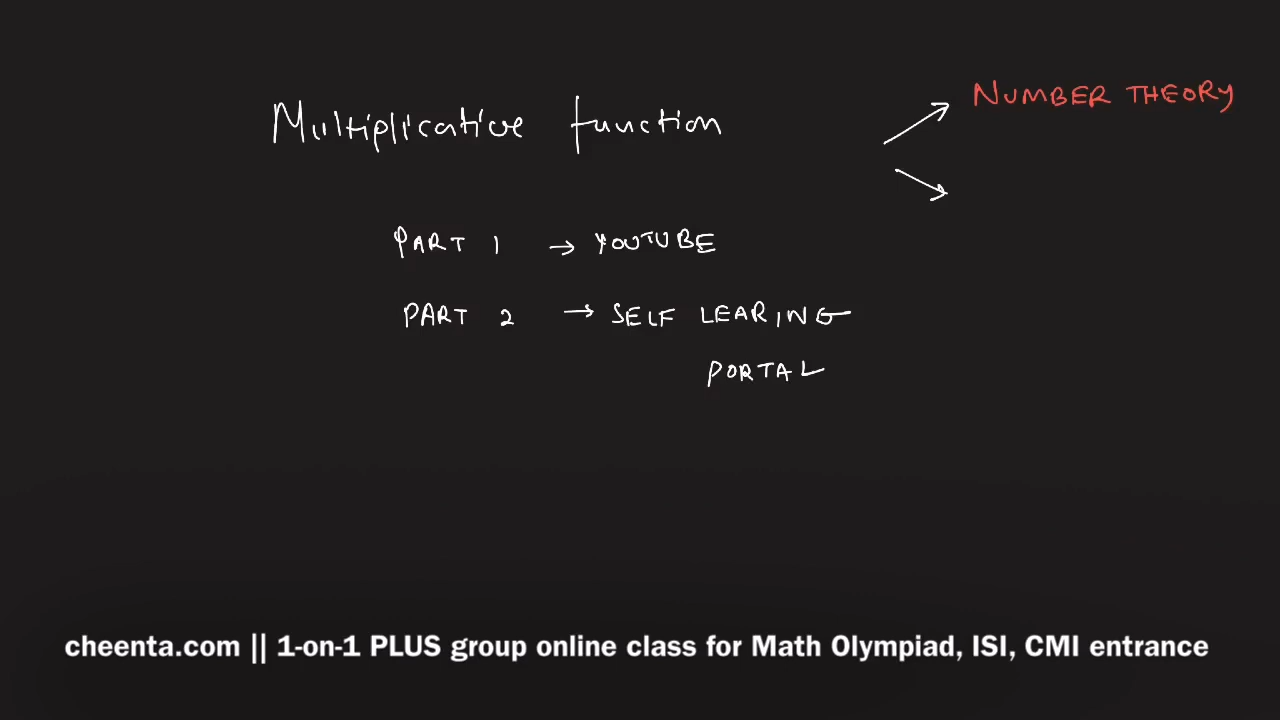 Multiplicative function
NUMBER THEORY
PART 1 → YOUTUBE
PART 2 → SELF LEARING
PORTAL
cheenta.com || 1-on-1 PLUS group online class for Math Olympiad, ISI, CMI entrance